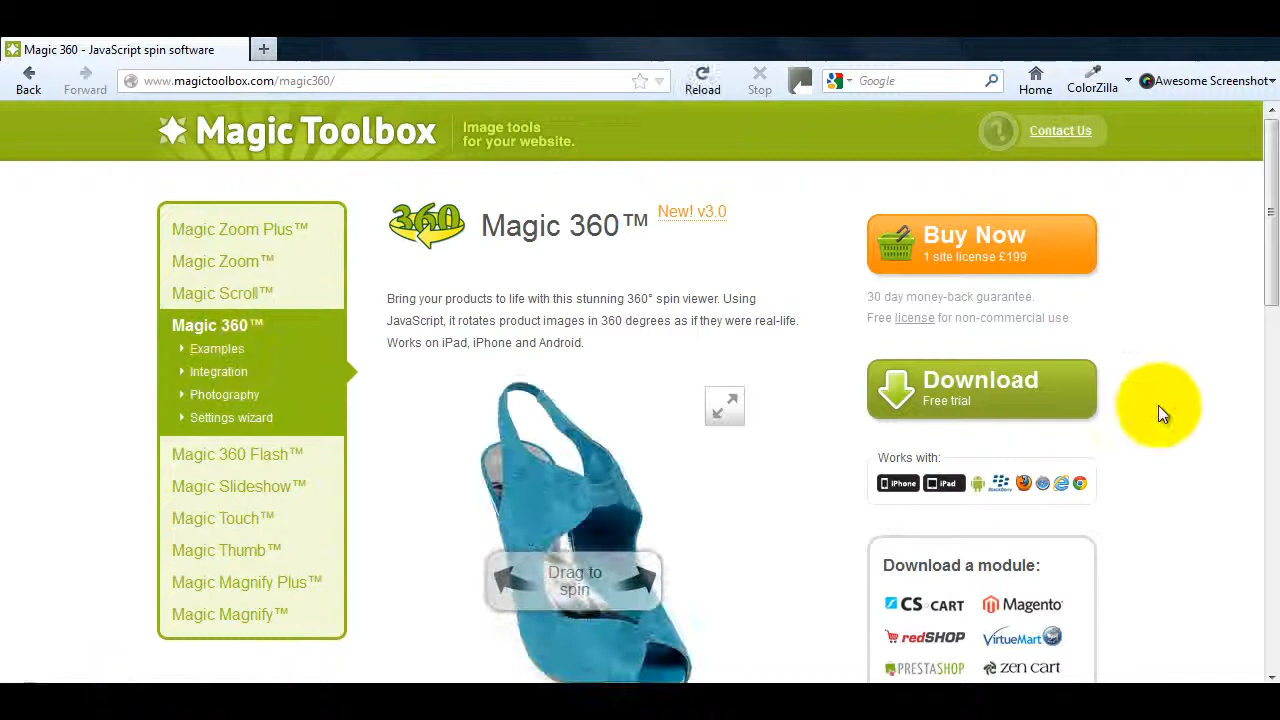 Magic 360 - JavaScript spin software
+
Back
Forward
www.magictoolbox.com/magic360/
Reload
Stop
Google
Home
ColorZilla
Awesome Screenshot
Magic Toolbox
Image tools
for your website.
Contact Us
Magic Zoom Plus™
Magic Zoom™
Magic Scroll™
Magic 360™
Examples
Integration
Photography
Settings wizard
Magic 360 Flash™
Magic Slideshow™
Magic Touch™
Magic Thumb™
Magic Magnify Plus™
Magic Magnify™
360
Magic 360™
New! v3.0
Bring your products to life with this stunning 360° spin viewer. Using
JavaScript, it rotates product images in 360 degrees as if they were real-life.
Works on iPad, iPhone and Android.
Drag to
spin
Buy Now
1 site license £199
30 day money-back guarantee.
Free license for non-commercial use
Download
Free trial
Works with:
iPhone
iPad
BlackBerry
Download a module:
CS-CART
Magento
redSHOP
VirtueMart
PRESTASHOP
zen cart